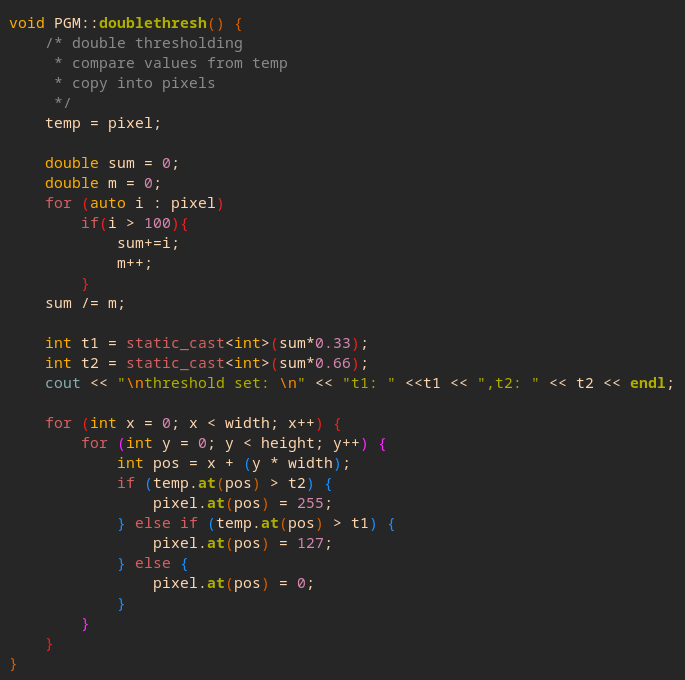 void PGM::doublethresh() {
    /* double thresholding
     * compare values from temp
     * copy into pixels
     */
    temp = pixel;

    double sum = 0;
    double m = 0;
    for (auto i : pixel)
        if(i > 100){
            sum+=i;
            m++;
        }
    sum /= m;

    int t1 = static_cast<int>(sum*0.33);
    int t2 = static_cast<int>(sum*0.66);
    cout << "\nthreshold set: \n" << "t1: " <<t1 << ",t2: " << t2 << endl;

    for (int x = 0; x < width; x++) {
        for (int y = 0; y < height; y++) {
            int pos = x + (y * width);
            if (temp.at(pos) > t2) {
                pixel.at(pos) = 255;
            } else if (temp.at(pos) > t1) {
                pixel.at(pos) = 127;
            } else {
                pixel.at(pos) = 0;
            }
        }
    }
}